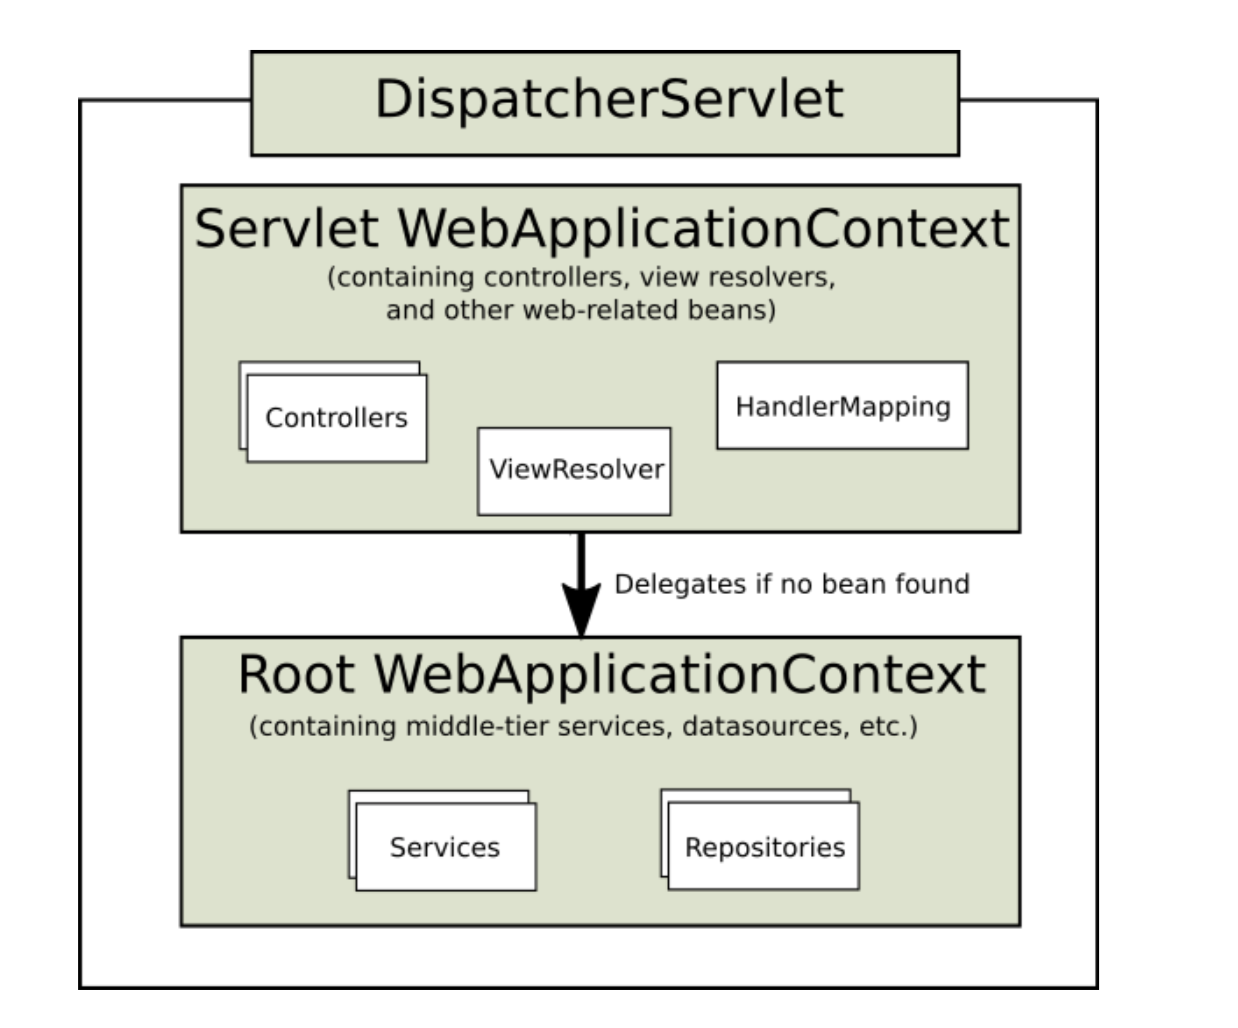 DispatcherServlet
Servlet WebApplicationContext
(containing controllers, view resolvers,
and other web-related beans)
Controllers
HandlerMapping
ViewResolver
Delegates if no bean found
Root WebApplicationContext
(containing middle-tier services, datasources, etc.)
Services
Repositories